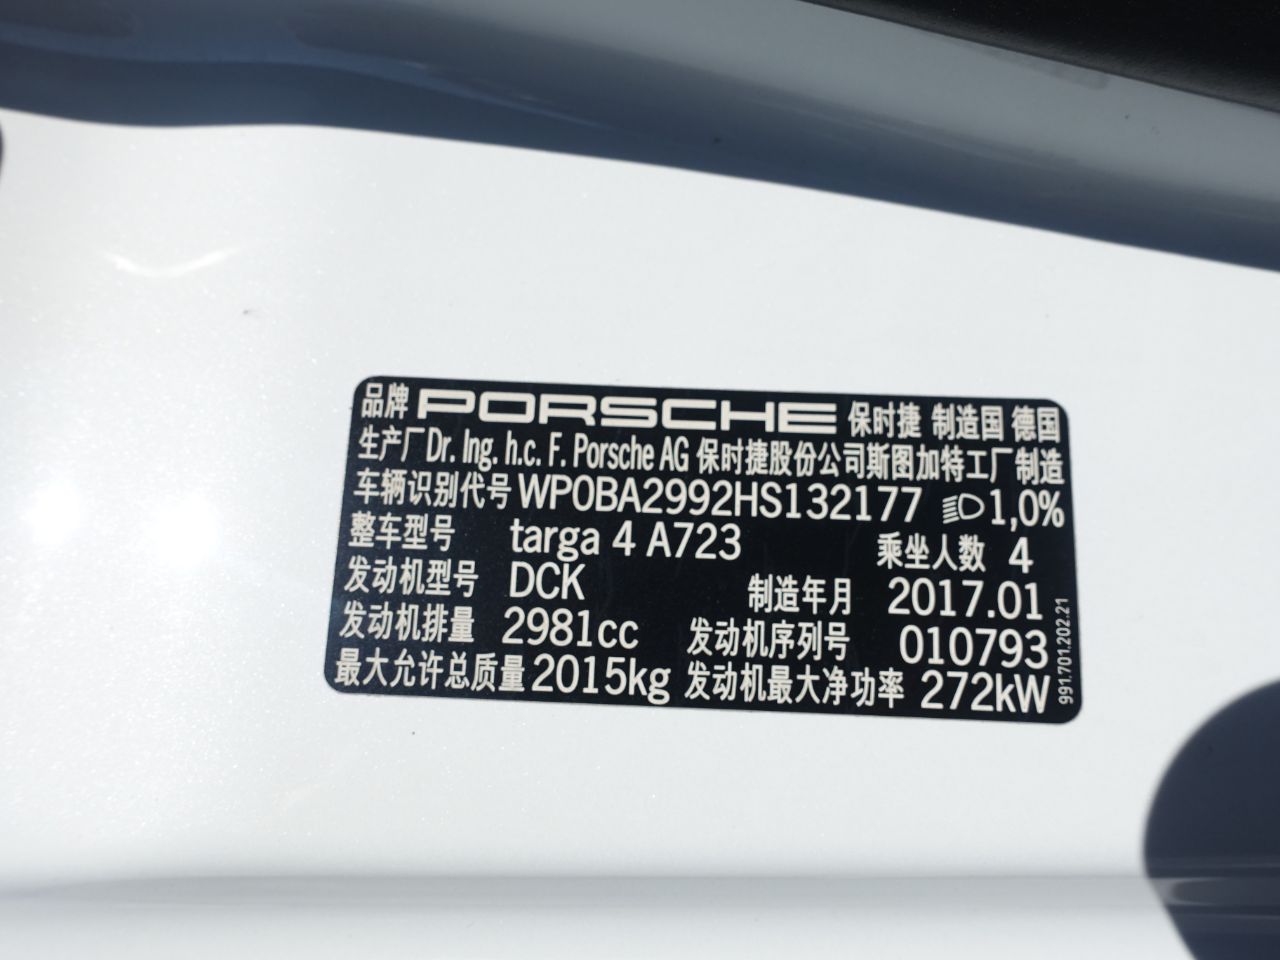 品牌 PORSCHE 保时捷 制造国 德国
生产厂 Dr. Ing. h.c. F. Porsche AG 保时捷股份公司斯图加特工厂制造
车辆识别代号 WP0BA2992HS132177 1,0%
整车型号 targa 4 A723 乘坐人数 4
发动机型号 DCK 制造年月 2017.01
发动机排量 2981cc 发动机序列号 010793
最大允许总质量 2015kg 发动机最大净功率 272kW
991.701.202.21